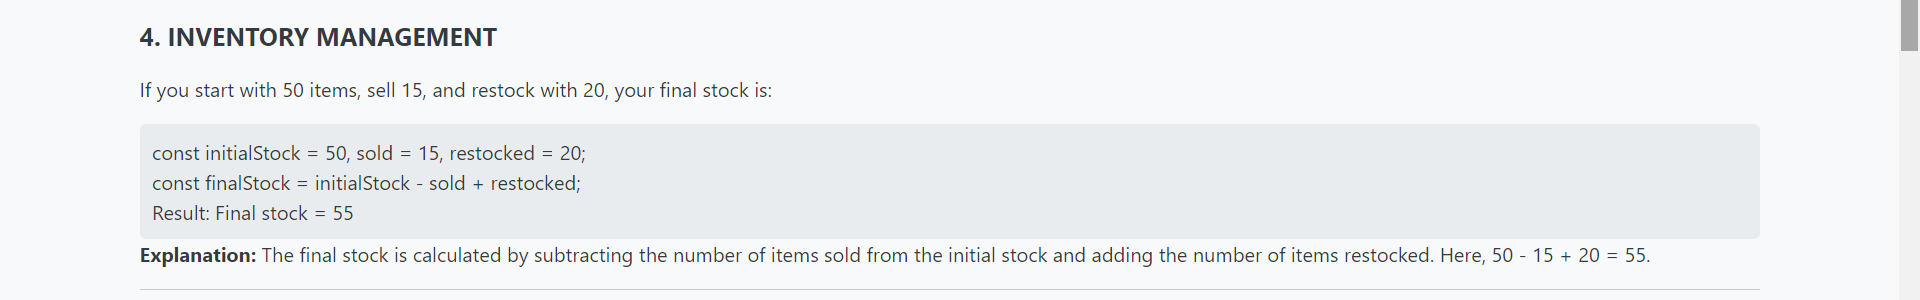 4. INVENTORY MANAGEMENT
If you start with 50 items, sell 15, and restock with 20, your final stock is:
const initialStock = 50, sold = 15, restocked = 20;
const finalStock = initialStock - sold + restocked;
Result: Final stock = 55
Explanation: The final stock is calculated by subtracting the number of items sold from the initial stock and adding the number of items restocked. Here, 50 - 15 + 20 = 55.